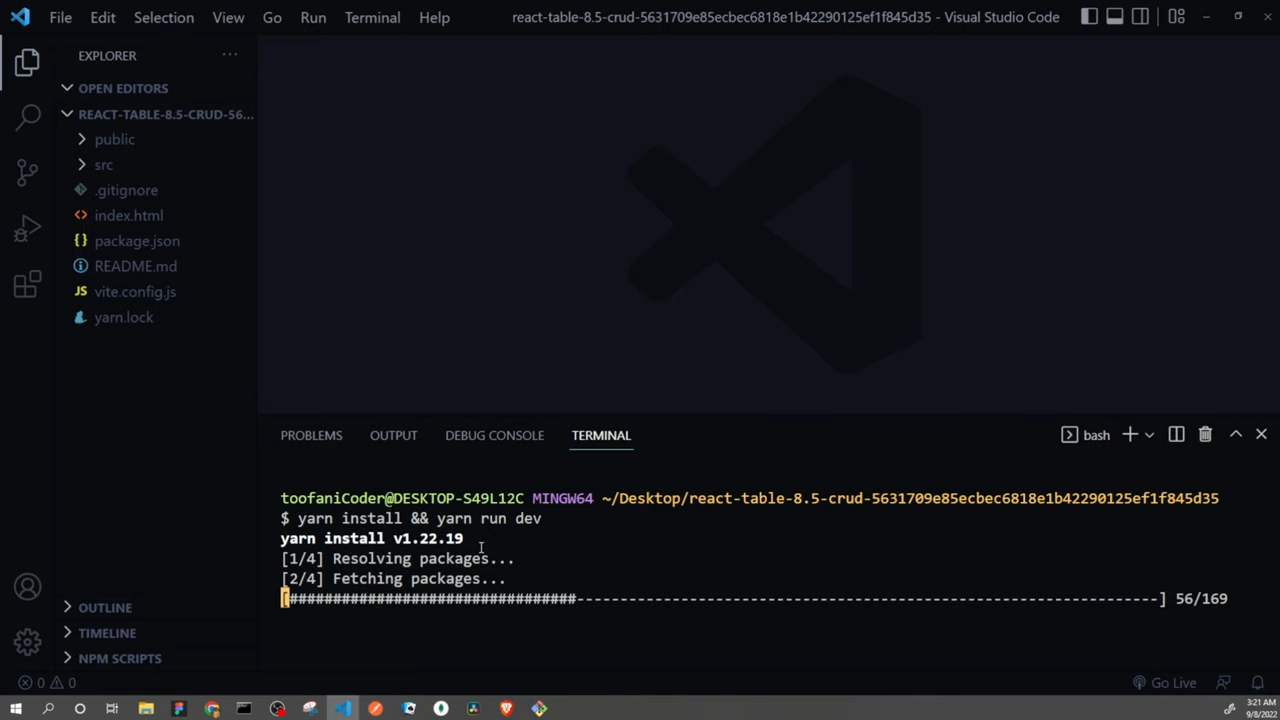 File Edit Selection View Go Run Terminal Help
react-table-8.5-crud-5631709e85ecbec6818e1b42290125ef1f845d35 - Visual Studio Code
EXPLORER
OPEN EDITORS
REACT-TABLE-8.5-CRUD-56...
public
src
.gitignore
index.html
package.json
README.md
vite.config.js
yarn.lock
OUTLINE
TIMELINE
NPM SCRIPTS
PROBLEMS OUTPUT DEBUG CONSOLE TERMINAL
bash
toofaniCoder@DESKTOP-S49L12C MINGW64 ~/Desktop/react-table-8.5-crud-5631709e85ecbec6818e1b42290125ef1f845d35
$ yarn install && yarn run dev
yarn install v1.22.19
[1/4] Resolving packages...
[2/4] Fetching packages...
[#################################-------------------------------------------------------------------] 56/169
0 0
Go Live
3:21 AM
9/8/2022